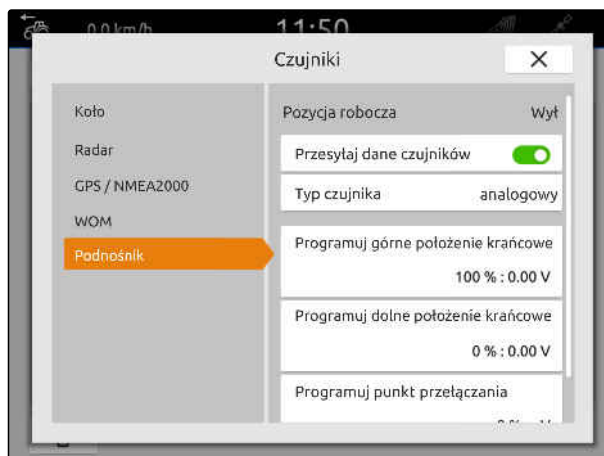 0.0 km/h
11:50
Czujniki
Koło
Radar
GPS / NMEA2000
WOM
Podnośnik
Pozycja robocza Wył
Przesyłaj dane czujników
Typ czujnika analogowy
Programuj górne położenie krańcowe
100 % : 0.00 V
Programuj dolne położenie krańcowe
0 % : 0.00 V
Programuj punkt przełączania